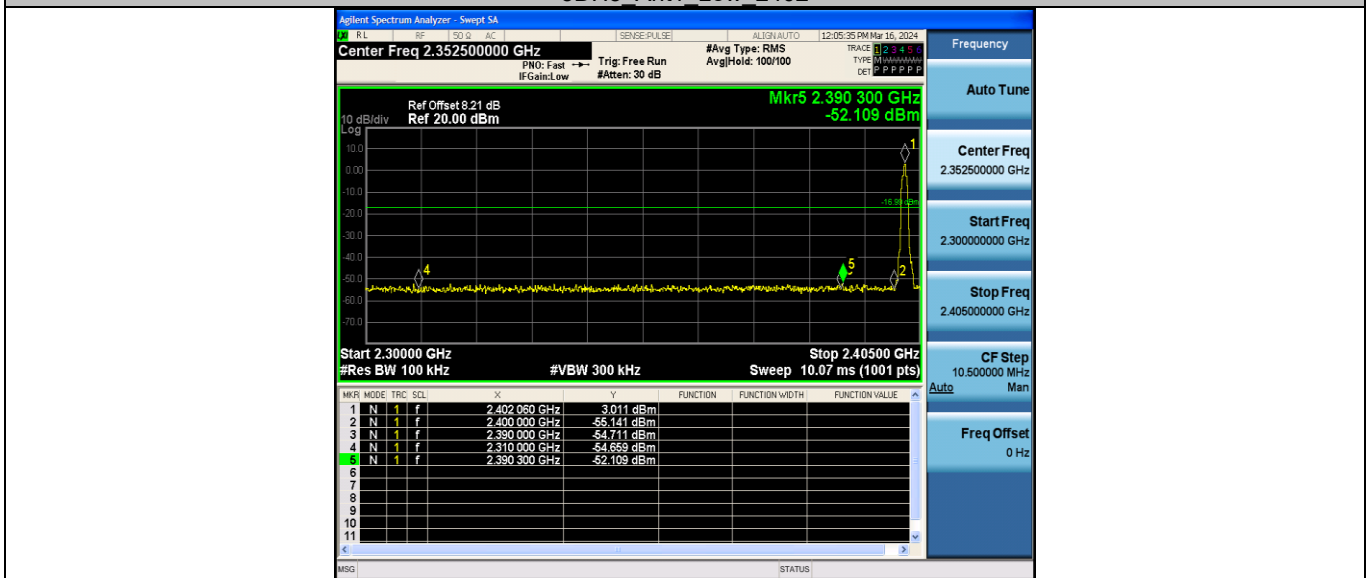 Agilent Spectrum Analyzer - Swept SA
RL RF 50 Ω AC SENSE:PULSE ALIGN AUTO 12:05:35 PM Mar 16, 2024
Center Freq 2.352500000 GHz
PNO: Fast
IFGain:Low
Trig: Free Run
#Atten: 30 dB
#Avg Type: RMS
Avg|Hold: 100/100
TRACE 1 2 3 4 5 6
TYPE M
DET P P P P P P
Mkr5 2.390 300 GHz
-52.109 dBm
Ref Offset 8.21 dB
10 dB/div Ref 20.00 dBm
Log
10.0
0.00
-10.0
-20.0
-30.0
-40.0
-50.0
-60.0
-70.0
1
4
5
2
Start 2.30000 GHz Stop 2.40500 GHz
#Res BW 100 kHz #VBW 300 kHz Sweep 10.07 ms (1001 pts)
MKR MODE TRC SCL X Y FUNCTION FUNCTION WIDTH FUNCTION VALUE
1 N 1 f 2.402 060 GHz 3.011 dBm
2 N 1 f 2.400 000 GHz -55.141 dBm
3 N 1 f 2.390 000 GHz -54.711 dBm
4 N 1 f 2.310 000 GHz -54.659 dBm
5 N 1 f 2.390 300 GHz -52.109 dBm
6
7
8
9
10
11
MSG STATUS
Frequency
Auto Tune
Center Freq
2.352500000 GHz
Start Freq
2.300000000 GHz
Stop Freq
2.405000000 GHz
CF Step
10.500000 MHz
Auto Man
Freq Offset
0 Hz